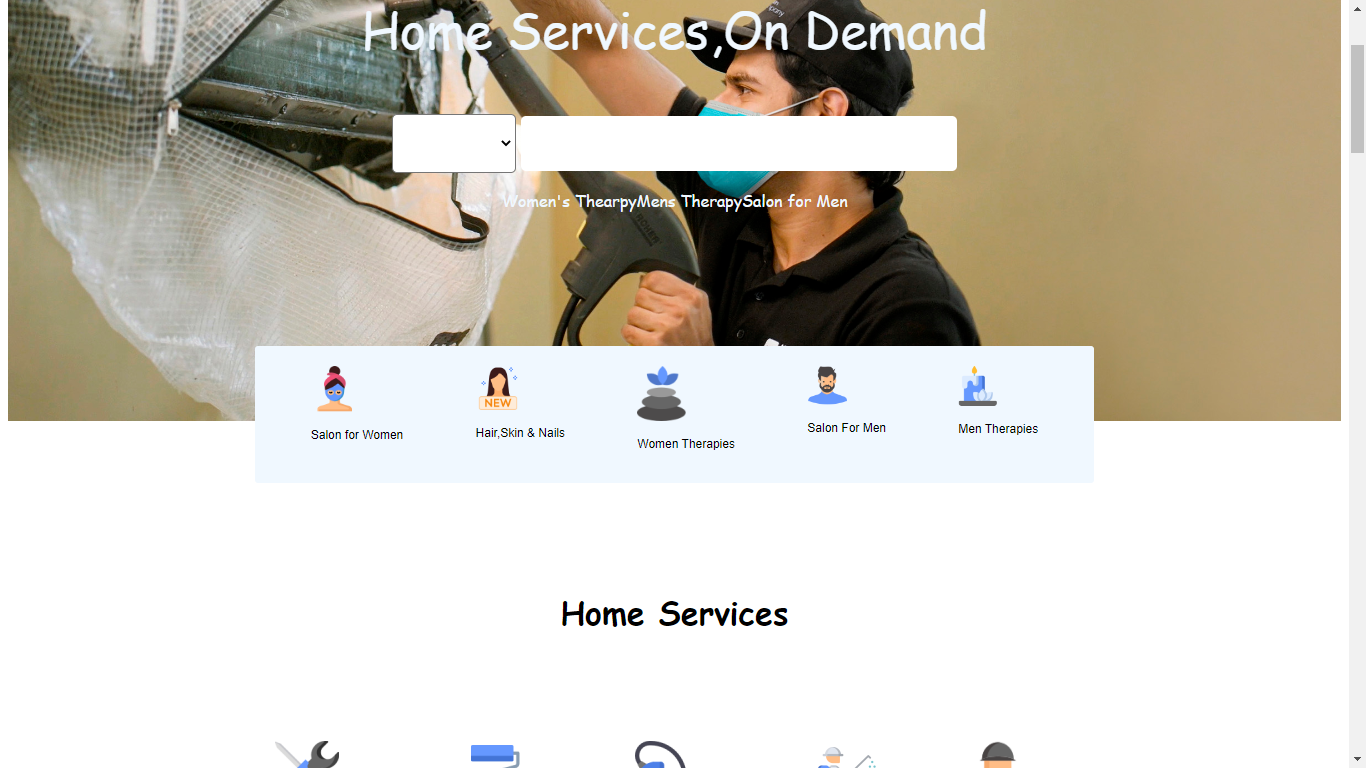 Home Services,On Demand
Women's ThearpyMens TherapySalon for Men
NEW
Salon for Women
Hair,Skin & Nails
Women Therapies
Salon For Men
Men Therapies
Home Services